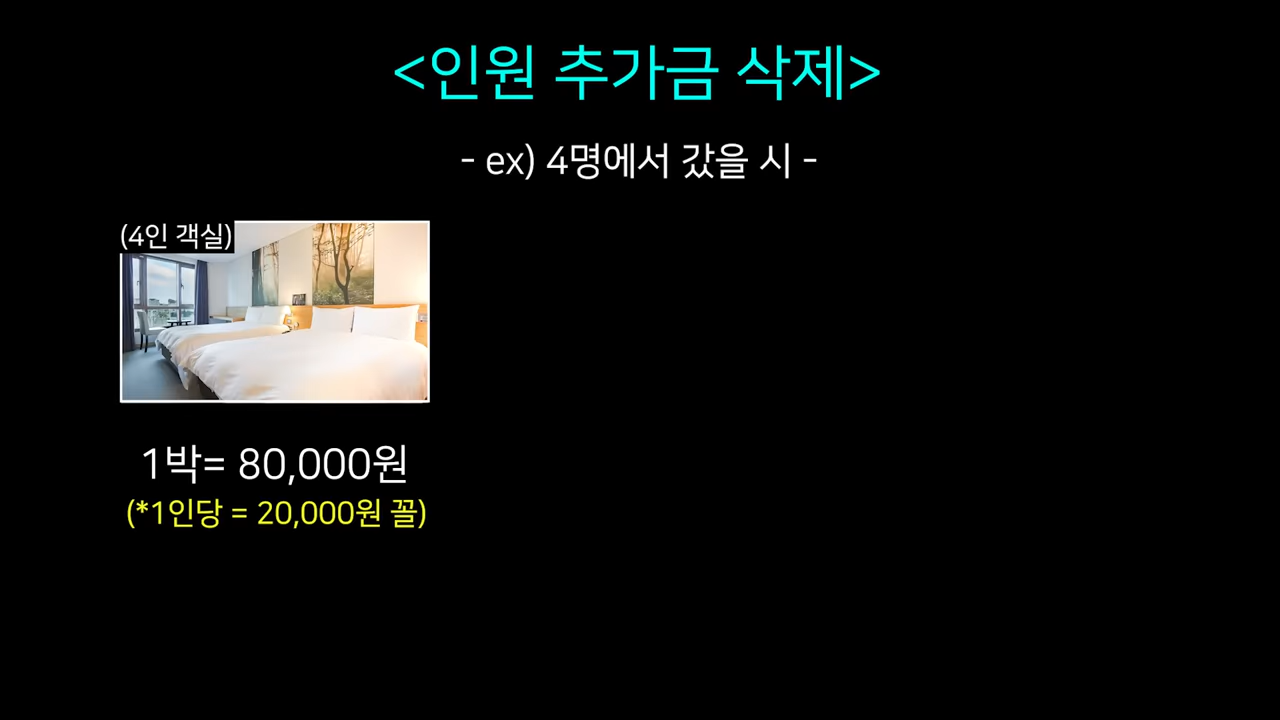 <인원 추가금 삭제>
- ex) 4명에서 갔을 시 -
(4인 객실)
1박= 80,000원
(*1인당 = 20,000원 꼴)